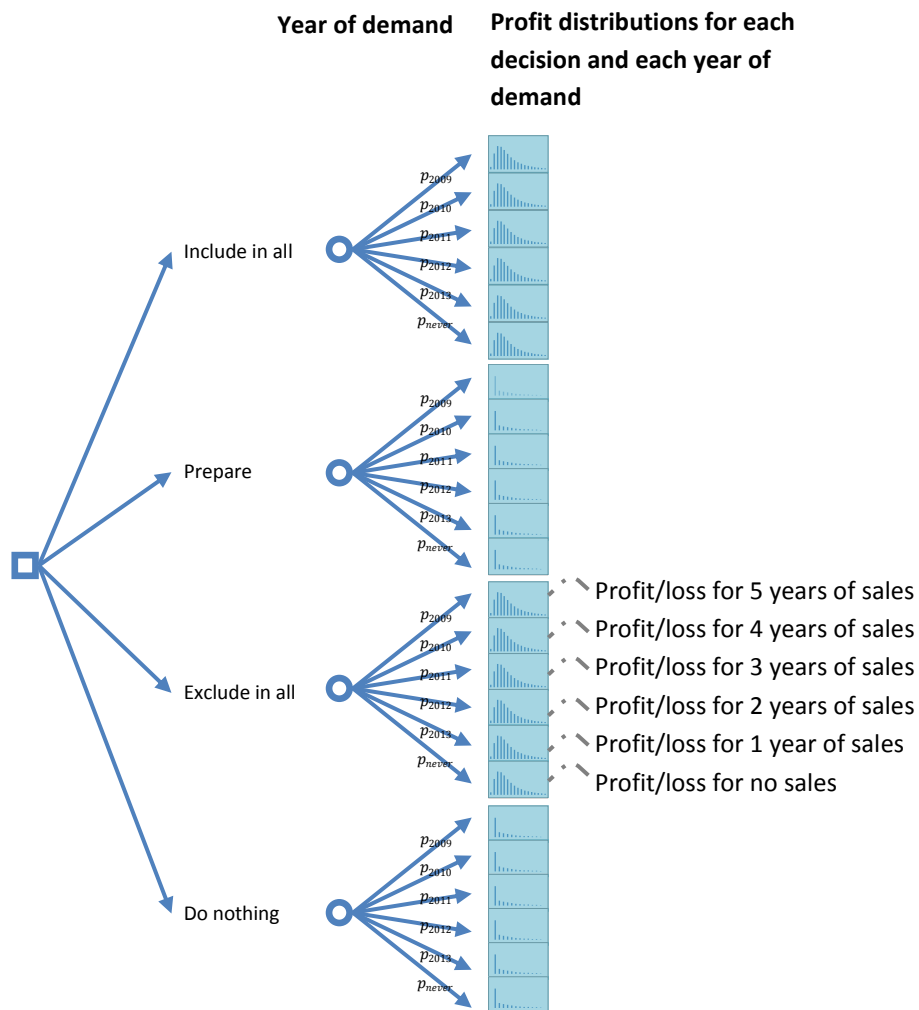 Year of demand
Profit distributions for each
decision and each year of
demand
Include in all
p2009
p2010
p2011
p2012
p2013
pnever
Prepare
p2009
p2010
p2011
p2012
p2013
pnever
Exclude in all
p2009
p2010
p2011
p2012
p2013
pnever
Profit/loss for 5 years of sales
Profit/loss for 4 years of sales
Profit/loss for 3 years of sales
Profit/loss for 2 years of sales
Profit/loss for 1 year of sales
Profit/loss for no sales
Do nothing
p2009
p2010
p2011
p2012
p2013
pnever